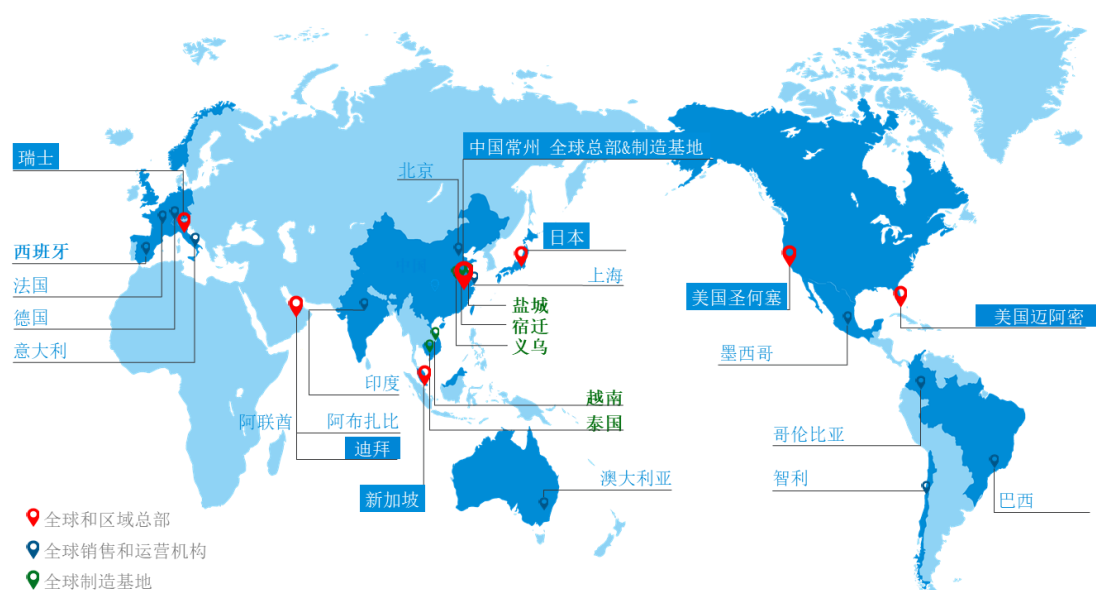 中国常州 全球总部&制造基地
瑞士
北京
日本
西班牙
上海
法国
美国圣何塞
盐城
德国
美国迈阿密
宿迁
意大利
义乌
墨西哥
印度
越南
阿联酋
阿布扎比
泰国
哥伦比亚
迪拜
澳大利亚
智利
新加坡
巴西
全球和区域总部
全球销售和运营机构
全球制造基地